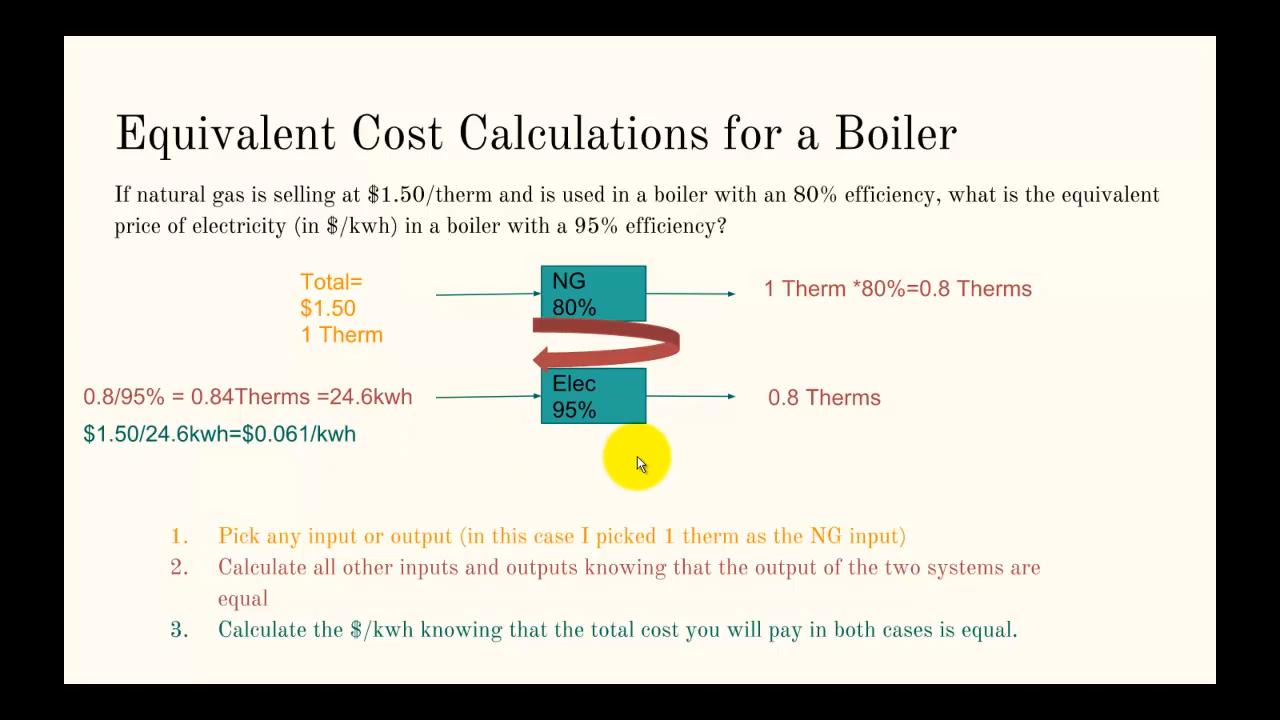 Equivalent Cost Calculations for a Boiler
If natural gas is selling at $1.50/therm and is used in a boiler with an 80% efficiency, what is the equivalent
price of electricity (in $/kwh) in a boiler with a 95% efficiency?
Total=
$1.50
1 Therm
NG
80%
1 Therm *80%=0.8 Therms
0.8/95% = 0.84Therms =24.6kwh
$1.50/24.6kwh=$0.061/kwh
Elec
95%
0.8 Therms
1. Pick any input or output (in this case I picked 1 therm as the NG input)
2. Calculate all other inputs and outputs knowing that the output of the two systems are
equal
3. Calculate the $/kwh knowing that the total cost you will pay in both cases is equal.